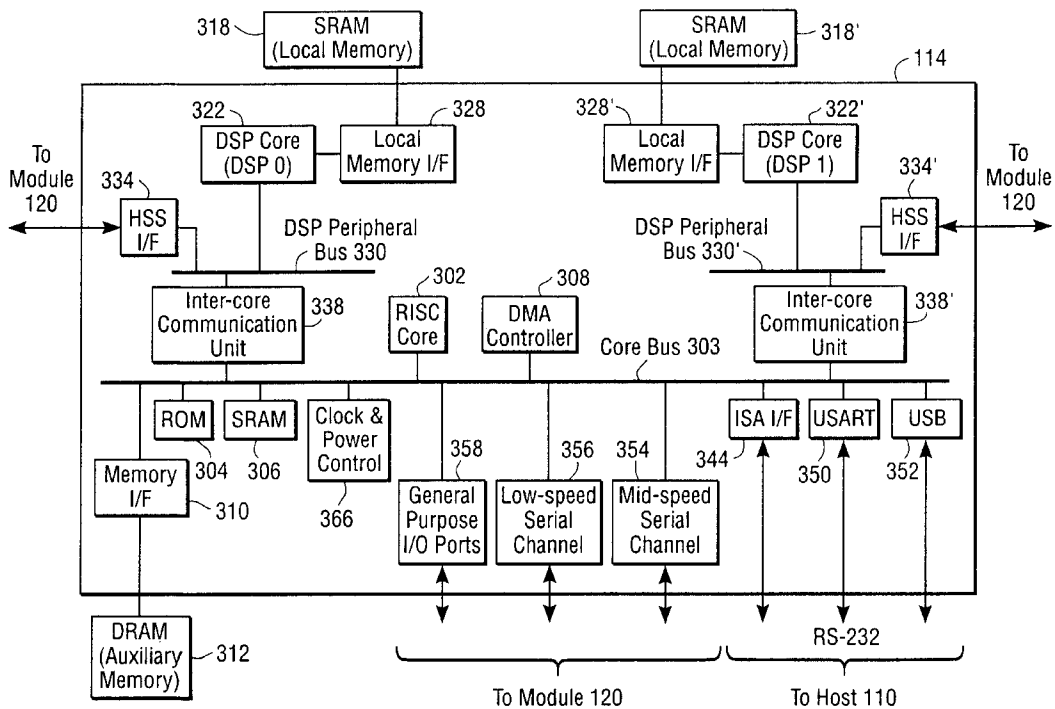 318
SRAM
(Local Memory)
SRAM
(Local Memory)
318'
114
322
328
328'
322'
DSP Core
(DSP 0)
Local
Memory I/F
Local
Memory I/F
DSP Core
(DSP 1)
To
Module
120
334
HSS
I/F
334'
HSS
I/F
To
Module
120
DSP Peripheral
Bus 330
DSP Peripheral
Bus 330'
Inter-core
Communication
Unit
338
302
RISC
Core
308
DMA
Controller
Inter-core
Communication
Unit
338'
Core Bus 303
ROM
304
SRAM
306
Clock &
Power
Control
366
ISA I/F
344
USART
350
USB
352
Memory
I/F
310
358
General
Purpose
I/O Ports
356
Low-speed
Serial
Channel
354
Mid-speed
Serial
Channel
DRAM
(Auxiliary
Memory)
312
RS-232
To Module 120
To Host 110